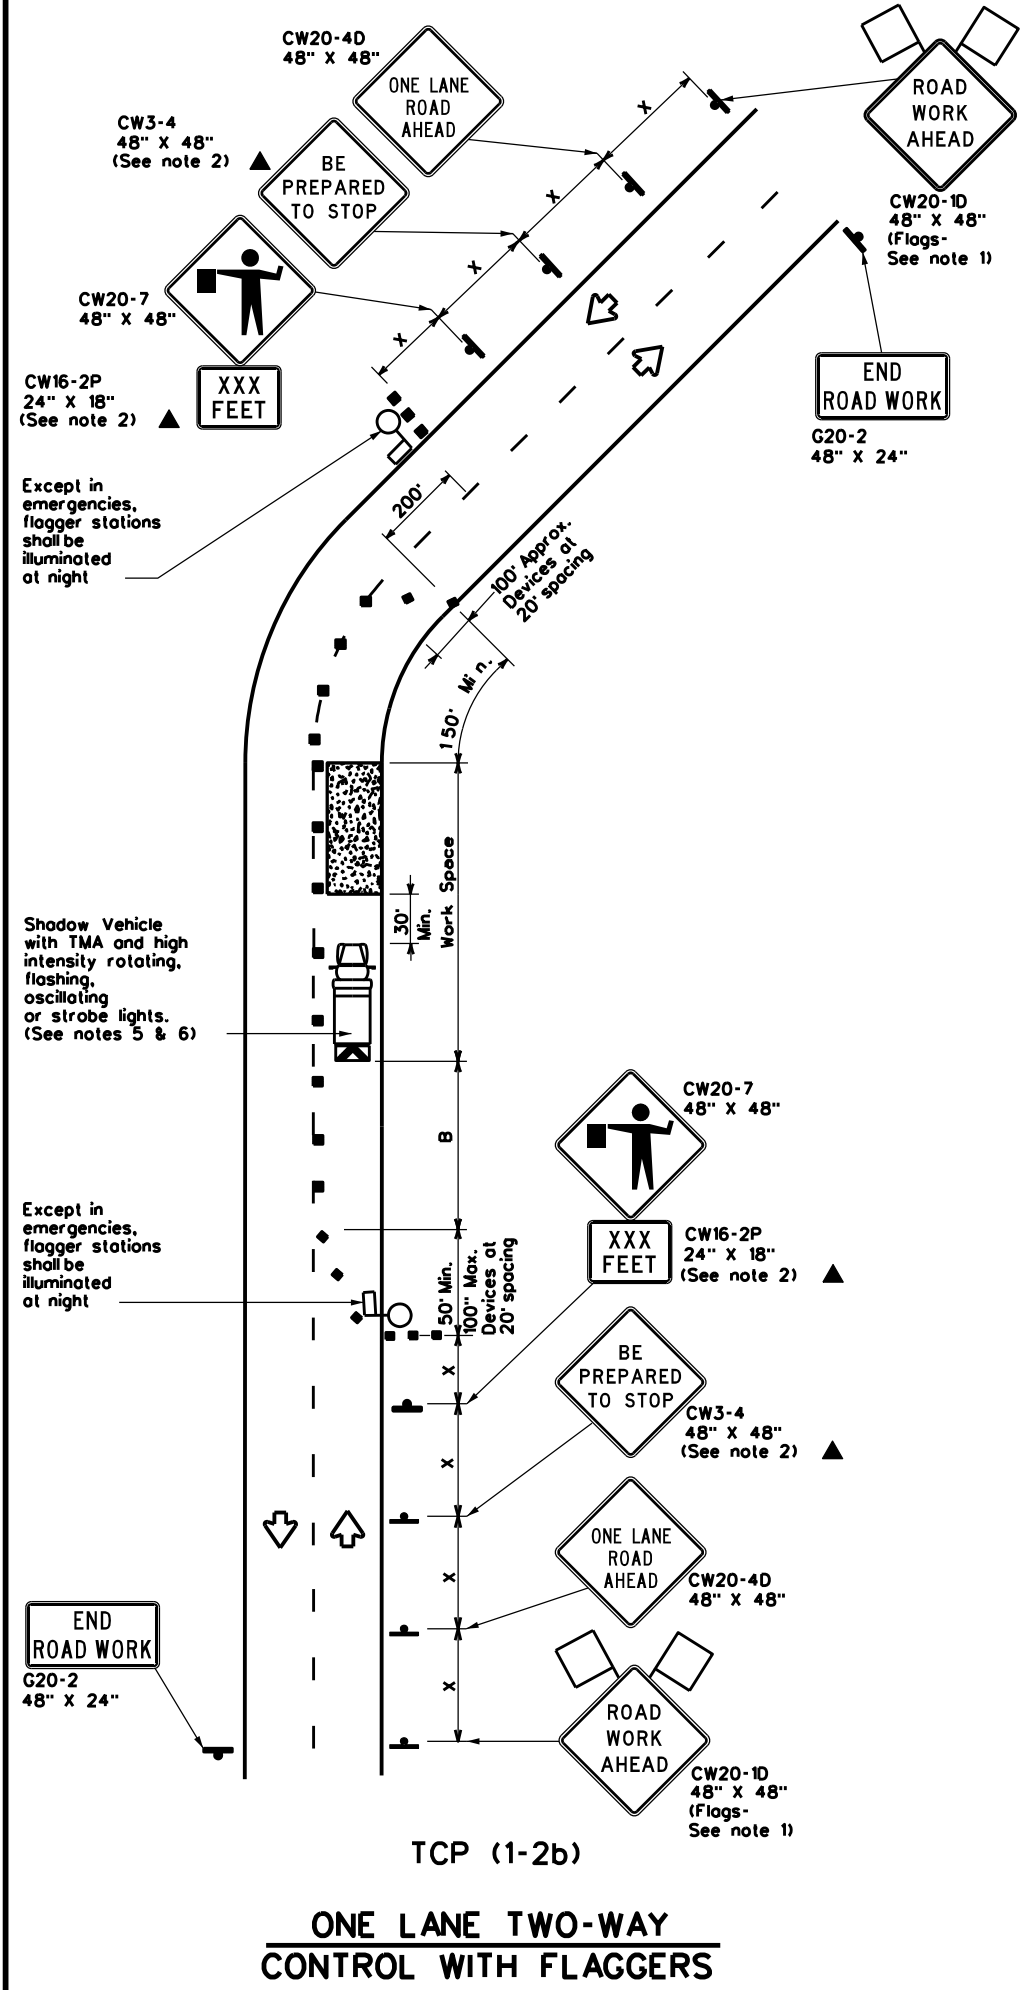 CW20-4D
48" X 48"
ONE LANE
ROAD
AHEAD
ROAD
WORK
AHEAD
CW20-1D
48" X 48"
(Flags-
See note 1)
CW3-4
48" X 48"
(See note 2)
BE
PREPARED
TO STOP
X
X
X
X
CW20-7
48" X 48"
CW16-2P
24" X 18"
(See note 2)
XXX
FEET
END
ROAD WORK
G20-2
48" X 24"
Except in
emergencies,
flagger stations
shall be
illuminated
at night
200'
100' Approx.
Devices at
20' spacing
150' Min.
Work Space
30'
Min.
Shadow Vehicle
with TMA and high
intensity rotating,
flashing,
oscillating
or strobe lights.
(See notes 5 & 6)
B
CW20-7
48" X 48"
XXX
FEET
CW16-2P
24" X 18"
(See note 2)
Except in
emergencies,
flagger stations
shall be
illuminated
at night
50' Min.
100" Max.
Devices at
20' spacing
X
X
X
X
BE
PREPARED
TO STOP
CW3-4
48" X 48"
(See note 2)
ONE LANE
ROAD
AHEAD
CW20-4D
48" X 48"
END
ROAD WORK
G20-2
48" X 24"
ROAD
WORK
AHEAD
CW20-1D
48" X 48"
(Flags-
See note 1)
TCP (1-2b)
ONE LANE TWO-WAY
CONTROL WITH FLAGGERS